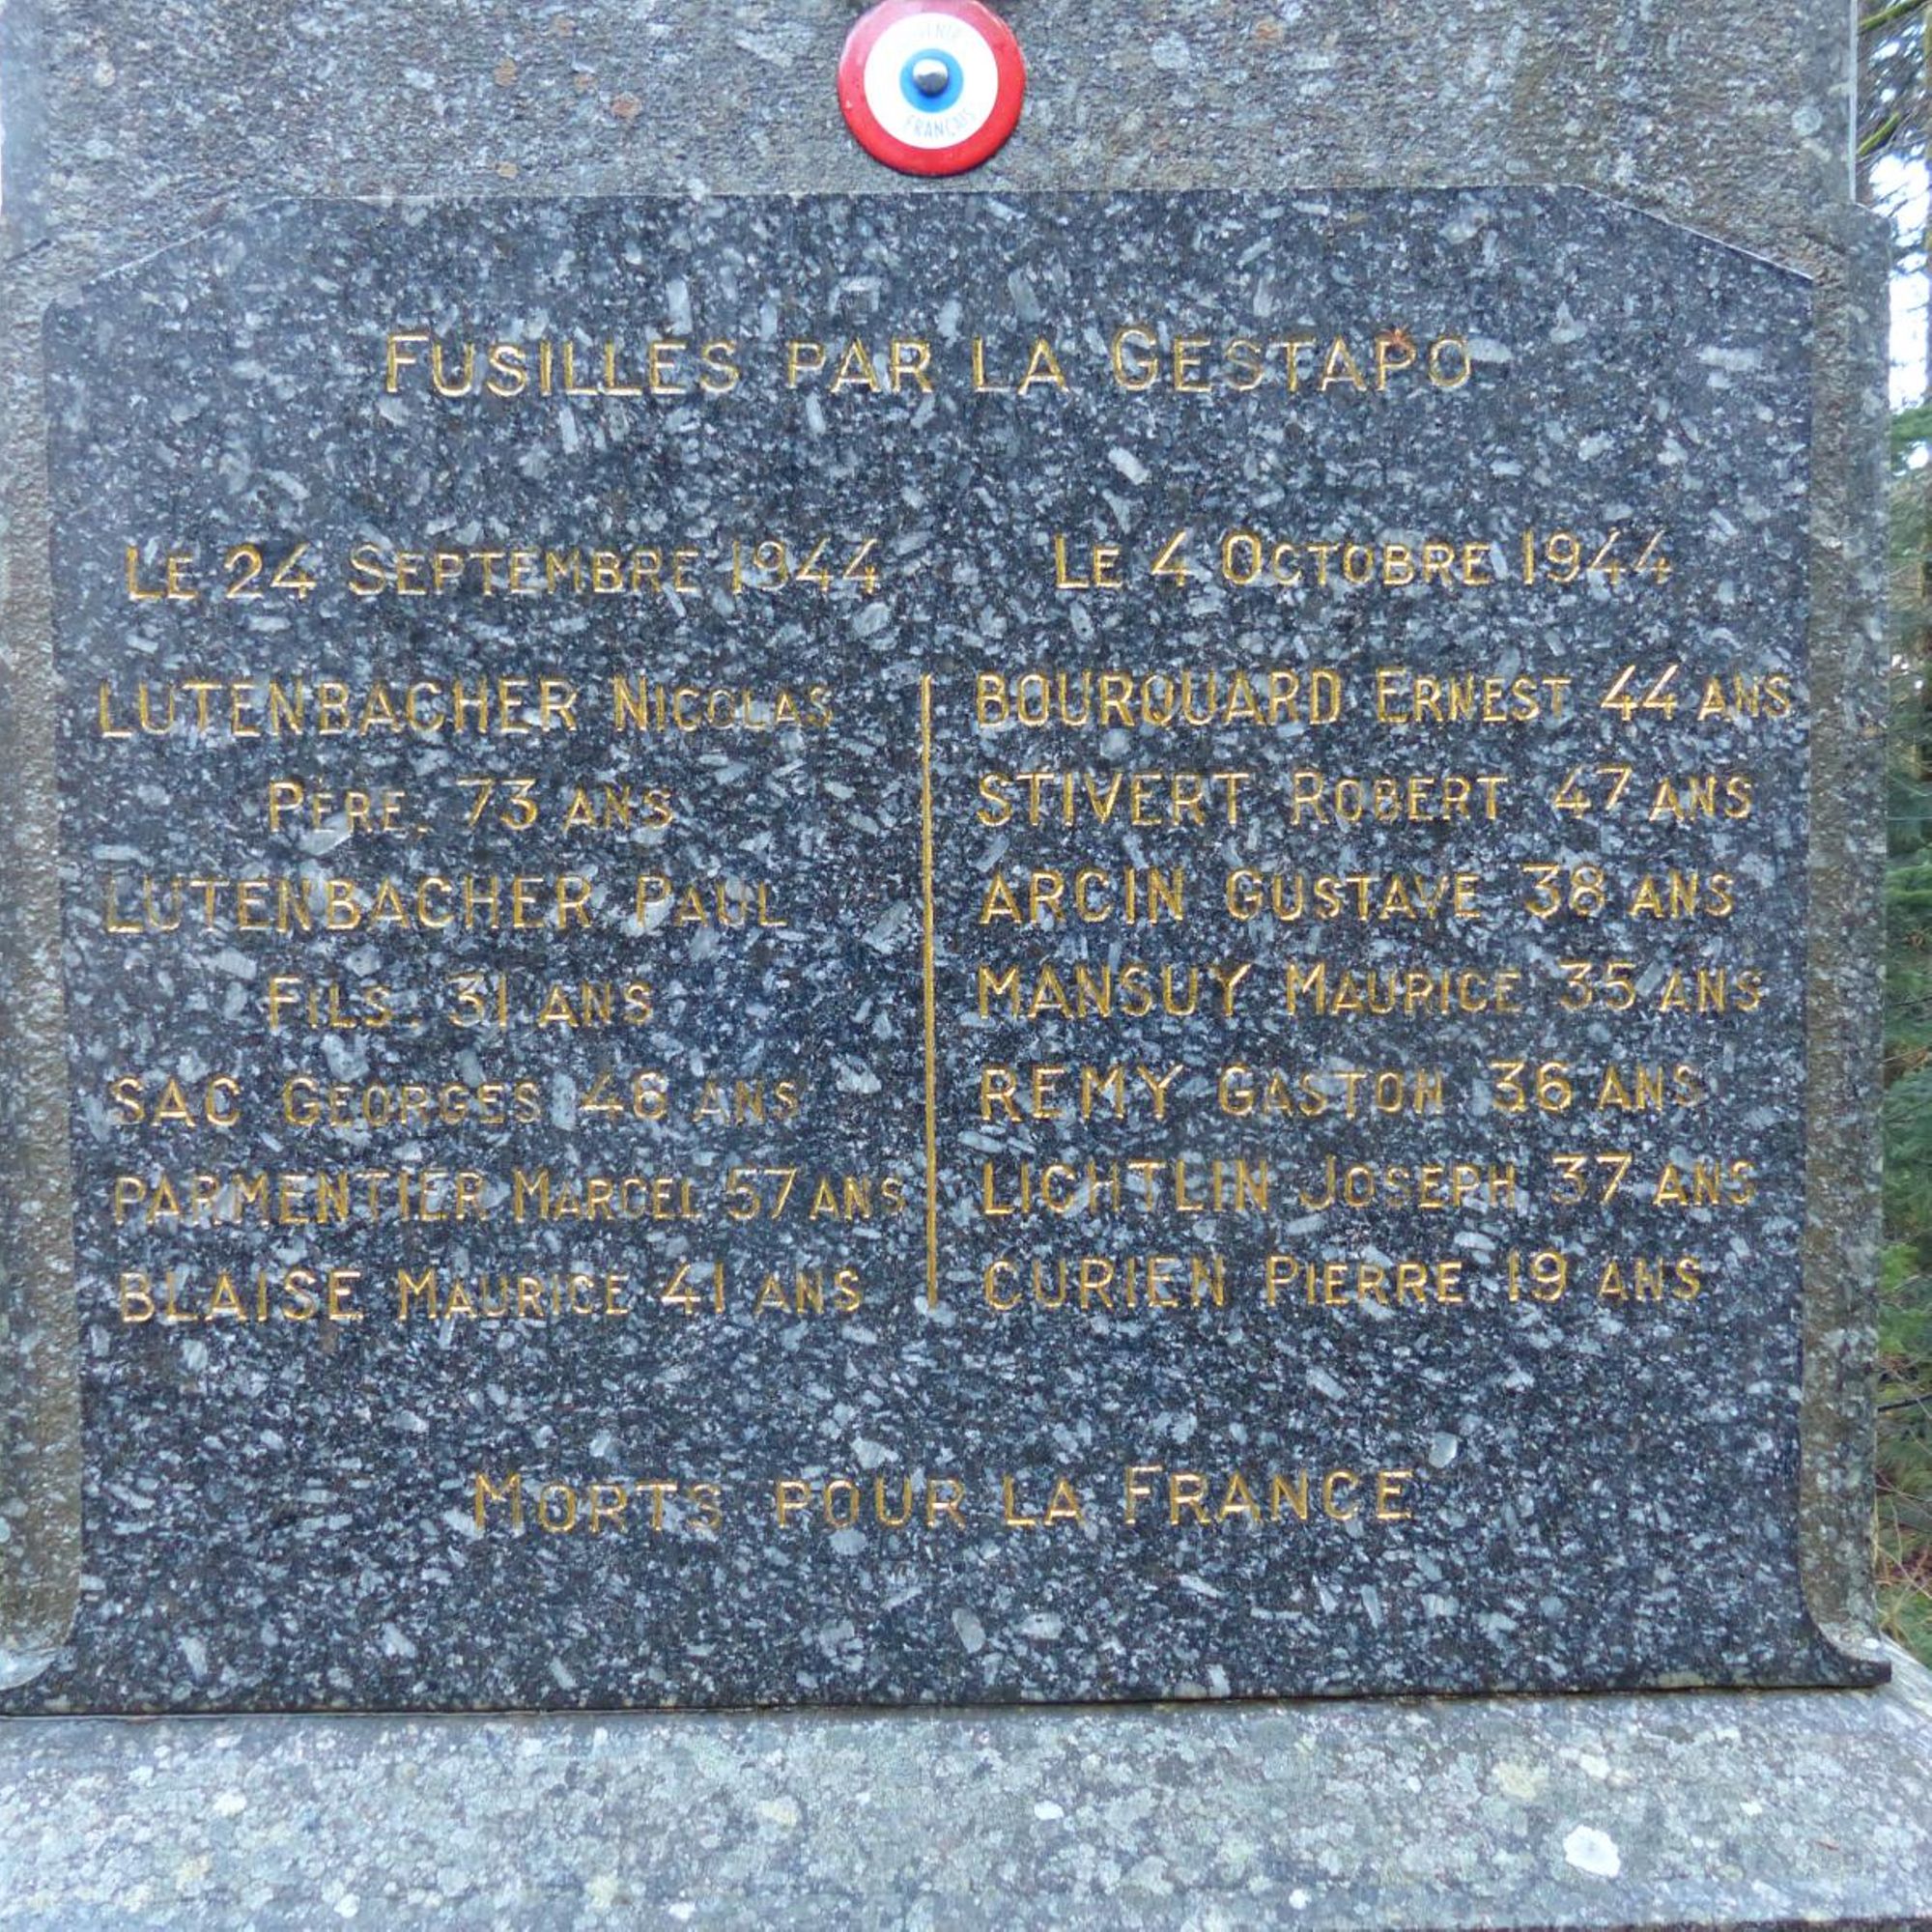 SOUVENIR
FRANÇAIS
FUSILLES PAR LA GESTAPO
LE 24 SEPTEMBRE 1944
LUTENBACHER NICOLAS
PÈRE. 73 ANS
LUTENBACHER PAUL
FILS. 31 ANS
SAC GEORGES 48 ANS
PARMENTIER MARCEL 57 ANS
BLAISE MAURICE 41 ANS
LE 4 OCTOBRE 1944
BOURQUARD ERNEST 44 ANS
STIVERT ROBERT 47 ANS
ARCIN GUSTAVE 38 ANS
MANSUY MAURICE 35 ANS
REMY GASTON 36 ANS
LICHTLIN JOSEPH 37 ANS
CURIEN PIERRE 19 ANS
MORTS POUR LA FRANCE